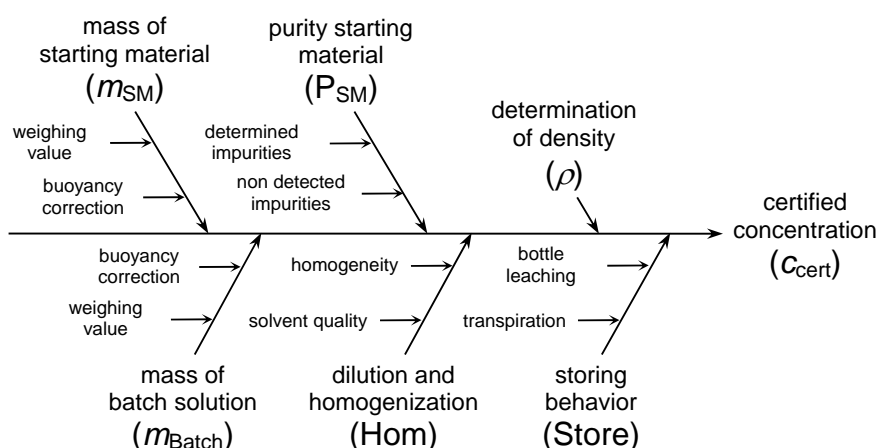 mass of
starting material
(mSM)
purity starting
material
(PSM)
determination
of density
(ρ)
weighing
value
buoyancy
correction
determined
impurities
non detected
impurities
certified
concentration
(ccert)
buoyancy
correction
weighing
value
homogeneity
solvent quality
bottle
leaching
transpiration
mass of
batch solution
(mBatch)
dilution and
homogenization
(Hom)
storing
behavior
(Store)